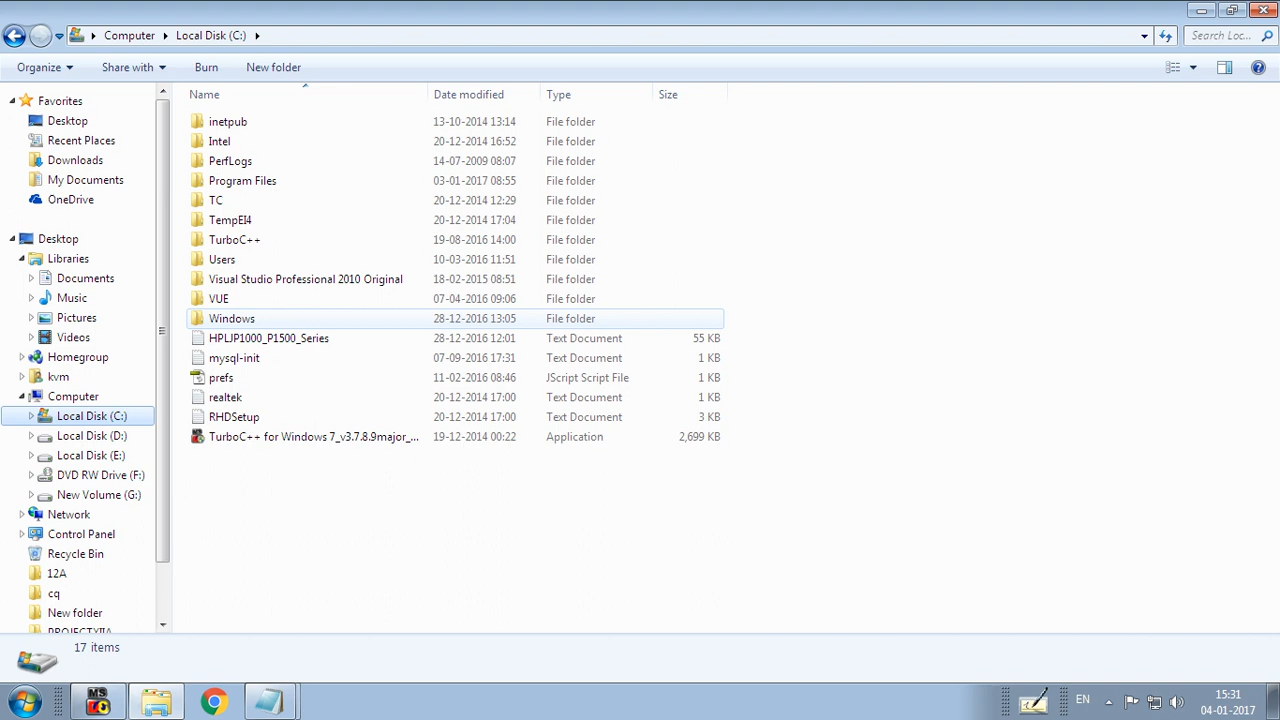 Computer Local Disk (C:) Search Loc...
Organize Share with Burn New folder
Name Date modified Type Size
Favorites
Desktop
Recent Places
Downloads
My Documents
OneDrive
Desktop
Libraries
Documents
Music
Pictures
Videos
Homegroup
kvm
Computer
Local Disk (C:)
Local Disk (D:)
Local Disk (E:)
DVD RW Drive (F:)
New Volume (G:)
Network
Control Panel
Recycle Bin
12A
cq
New folder
PROJECTXIIA
inetpub 13-10-2014 13:14 File folder
Intel 20-12-2014 16:52 File folder
PerfLogs 14-07-2009 08:07 File folder
Program Files 03-01-2017 08:55 File folder
TC 20-12-2014 12:29 File folder
TempEI4 20-12-2014 17:04 File folder
TurboC++ 19-08-2016 14:00 File folder
Users 10-03-2016 11:51 File folder
Visual Studio Professional 2010 Original 18-02-2015 08:51 File folder
VUE 07-04-2016 09:06 File folder
Windows 28-12-2016 13:05 File folder
HPLJP1000_P1500_Series 28-12-2016 12:01 Text Document 55 KB
mysql-init 07-09-2016 17:31 Text Document 1 KB
prefs 11-02-2016 08:46 JScript Script File 1 KB
realtek 20-12-2014 17:00 Text Document 1 KB
RHDSetup 20-12-2014 17:00 Text Document 3 KB
TurboC++ for Windows 7_v3.7.8.9major_... 19-12-2014 00:22 Application 2,699 KB
17 items
MS
EN
15:31
04-01-2017